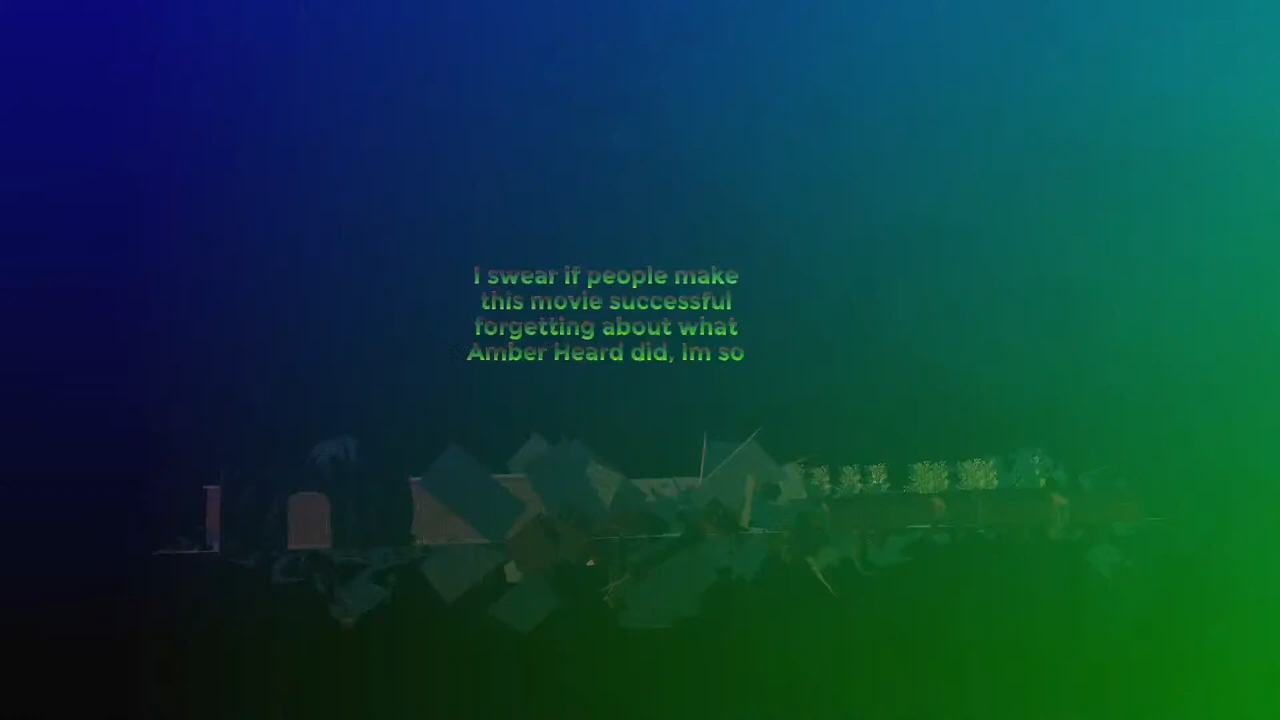 I swear if people make
this movie successful
forgetting about what
Amber Heard did, Im so